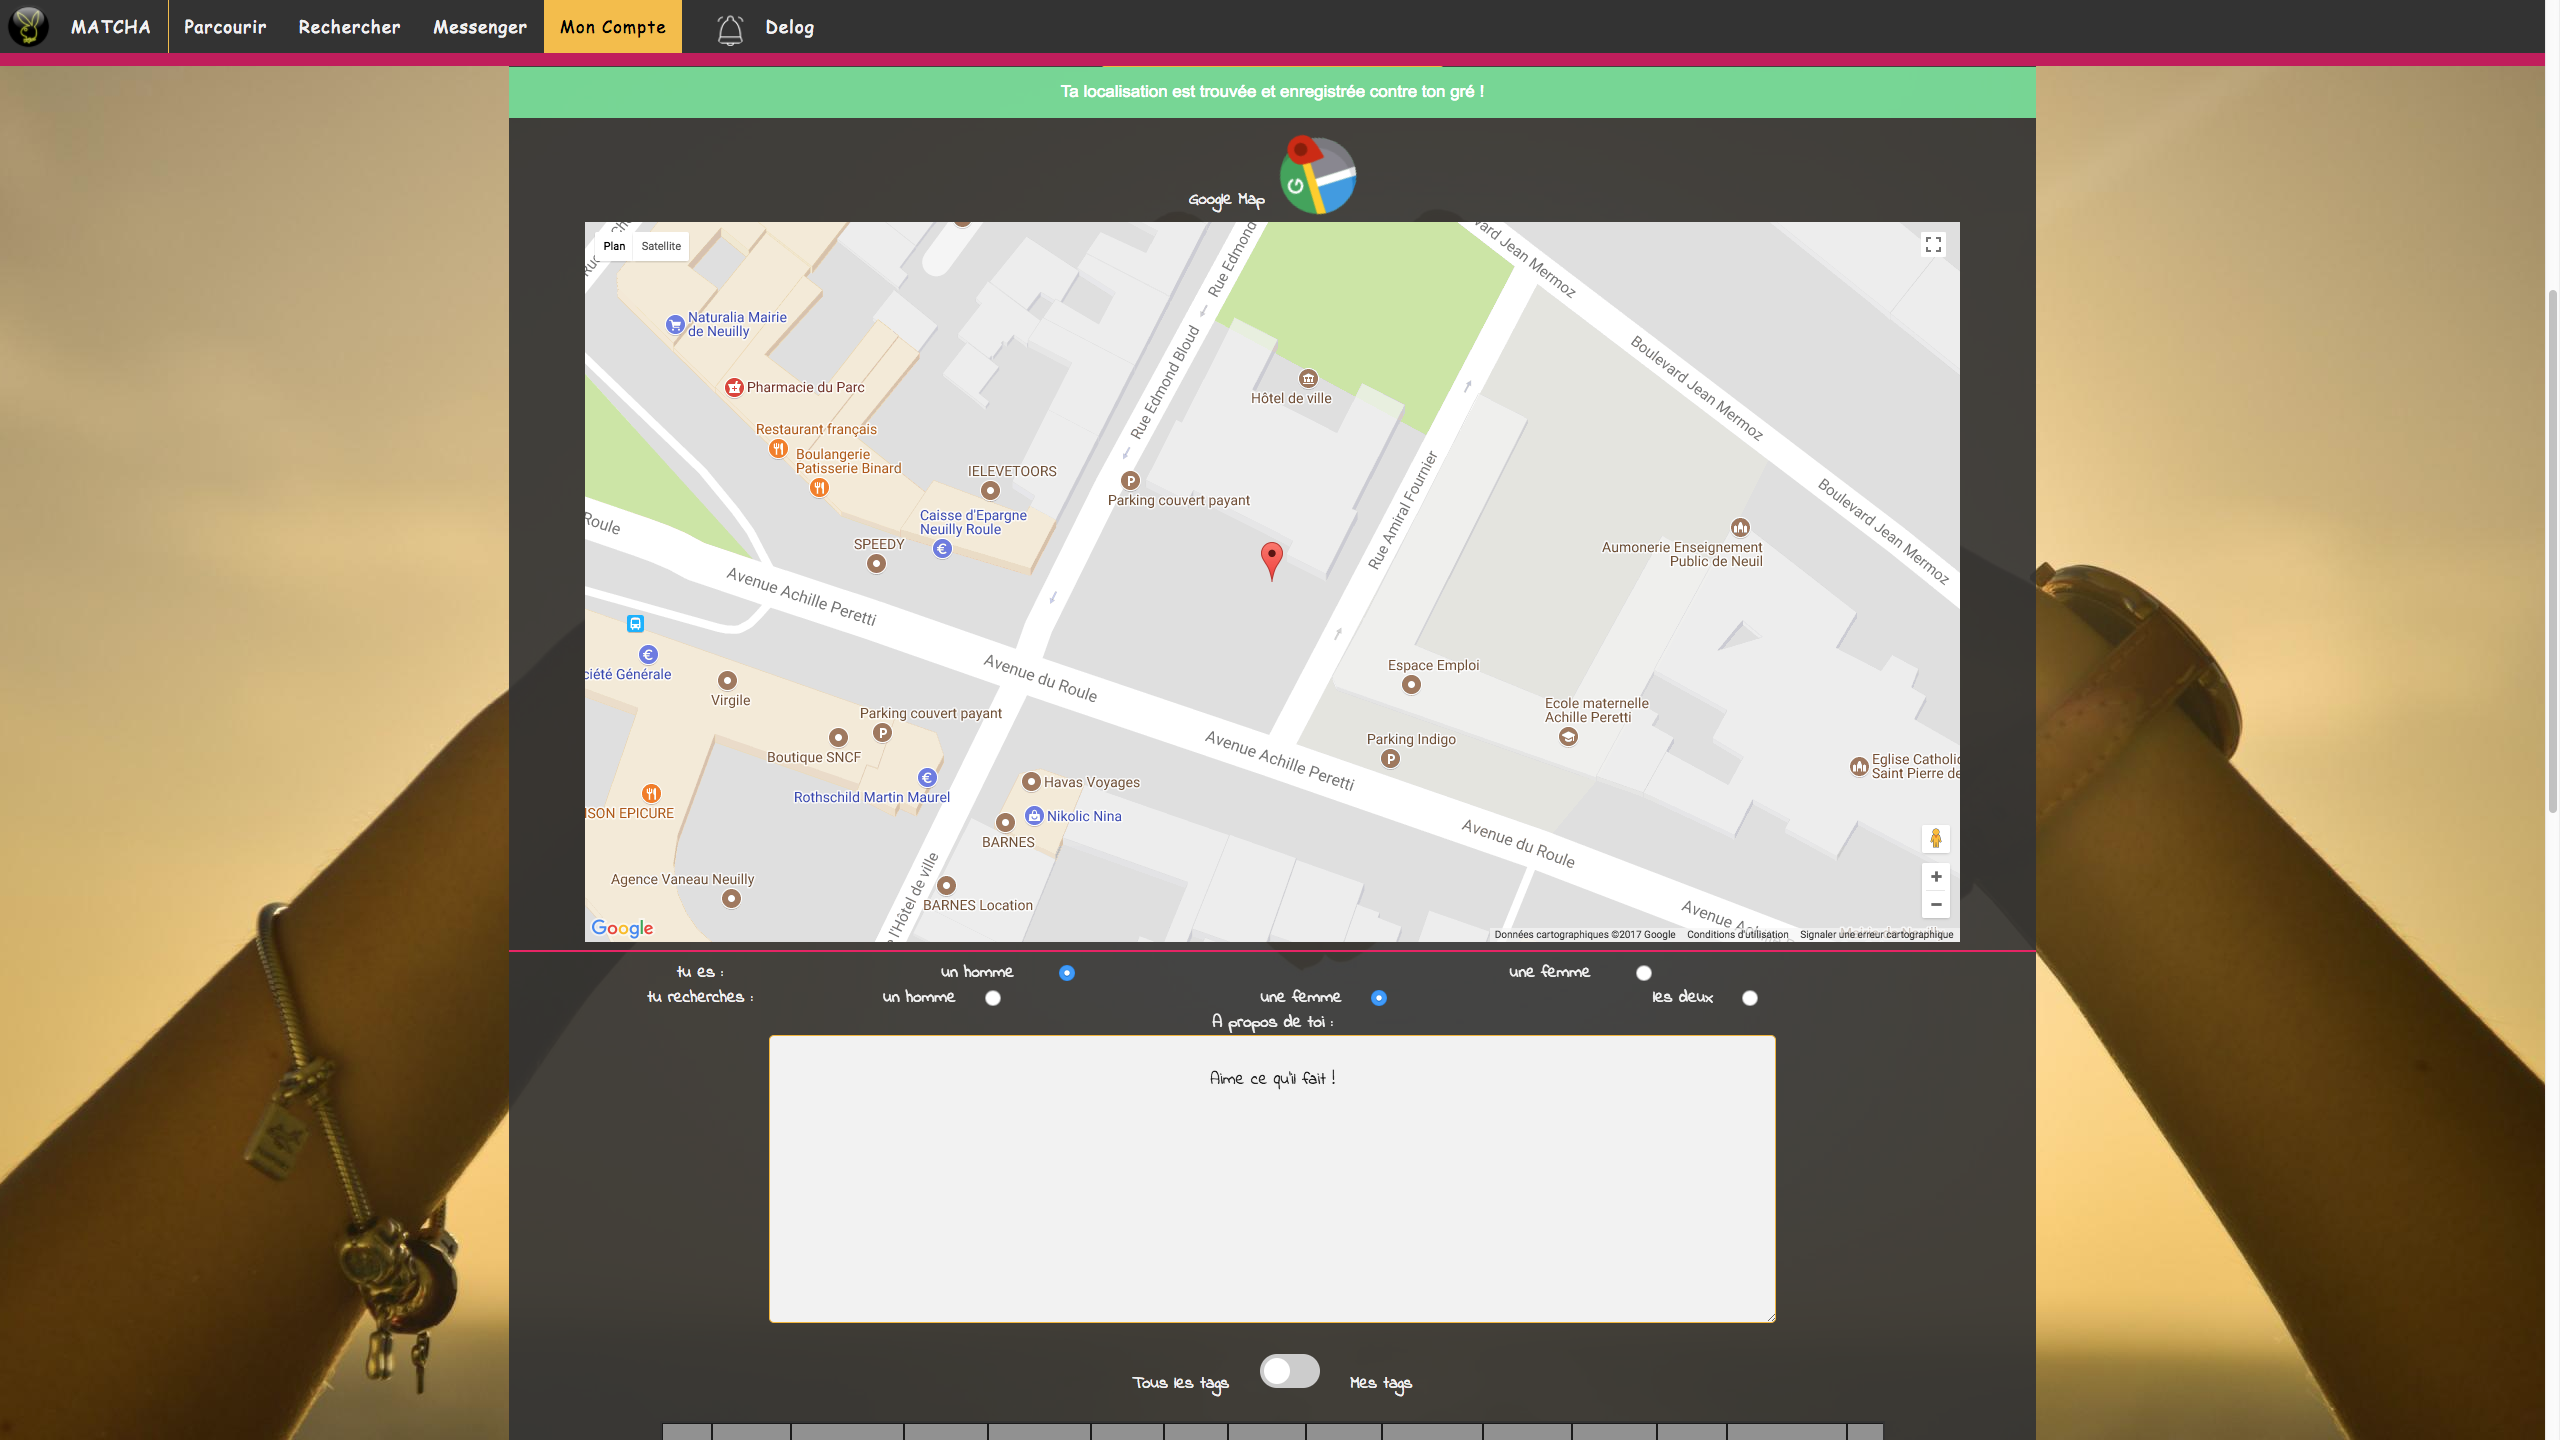 MATCHA Parcourir Rechercher Messenger Mon Compte Delog
Ta localisation est trouvée et enregistrée contre ton gré !
Google Map
Plan Satellite
Rue Edmond
Boulevard Jean Mermoz
Naturalia Mairie
de Neuilly
Boulevard Jean Mermoz
Pharmacie du Parc
Rue Edmond Bloud
Hôtel de ville
Restaurant français
Boulangerie
Patisserie Binard
IELEVETOORS
Parking couvert payant
Boulevard Jean Mermoz
Caisse d'Epargne
Neuilly Roule
Roule
Rue Amiral Fournier
SPEEDY
Aumonerie Enseignement
Public de Neuil
Avenue Achille Peretti
Société Générale
Avenue du Roule
Espace Emploi
Virgile
Ecole maternelle
Achille Peretti
Parking couvert payant
Boutique SNCF
Avenue Achille Peretti
Parking Indigo
Eglise Catholic
Saint Pierre de
Havas Voyages
Rothschild Martin Maurel
ISON EPICURE
Nikolic Nina
BARNES
Avenue du Roule
Agence Vaneau Neuilly
l'Hôtel de ville
BARNES Location
Avenue
Google
Données cartographiques ©2017 Google Conditions d'utilisation Signaler une erreur cartographique
tu es : un homme une femme
tu recherches : un homme une femme les deux
A propos de toi :
Aime ce qu'il fait !
Tous les tags Mes tags